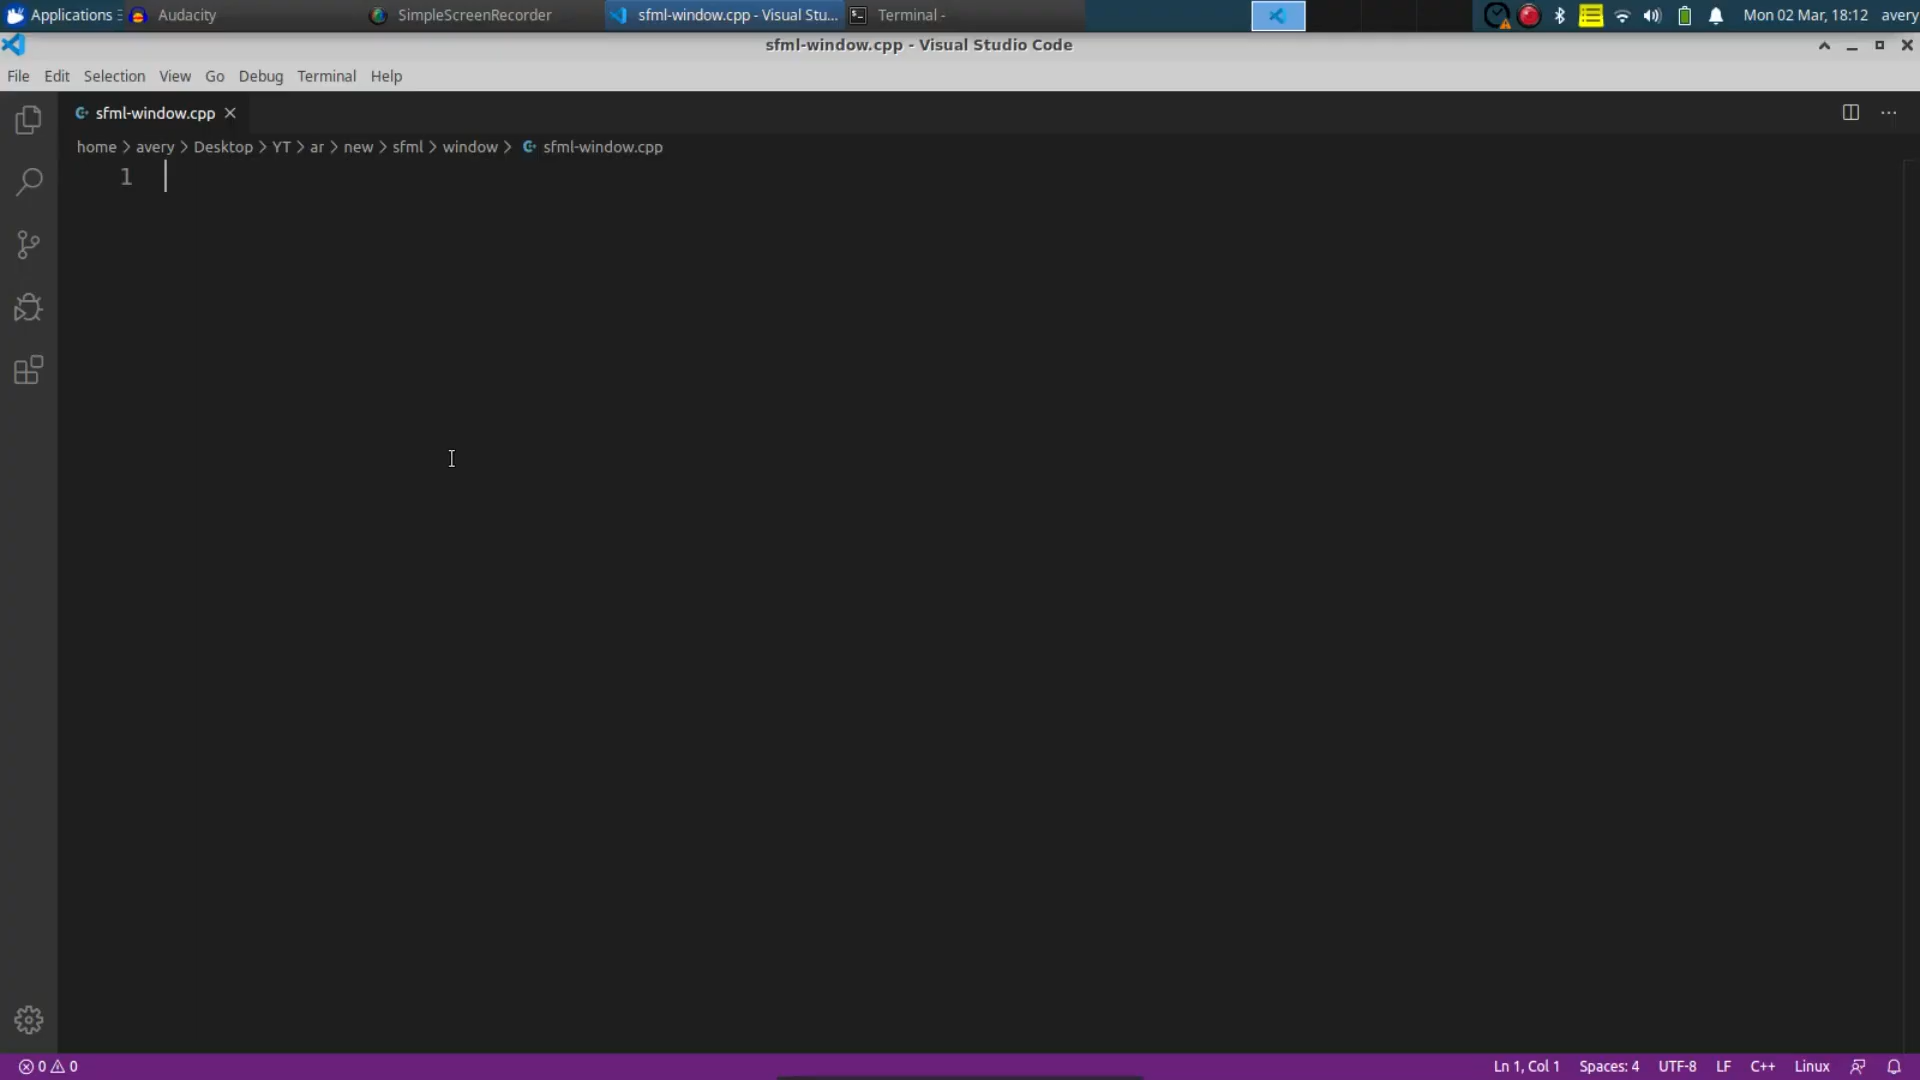 Applications Audacity SimpleScreenRecorder sfml-window.cpp - Visual Stu... Terminal - Mon 02 Mar, 18:12 avery
sfml-window.cpp - Visual Studio Code
File Edit Selection View Go Debug Terminal Help
sfml-window.cpp
home > avery > Desktop > YT > ar > new > sfml > window > sfml-window.cpp
1
0 0 Ln 1, Col 1 Spaces: 4 UTF-8 LF C++ Linux